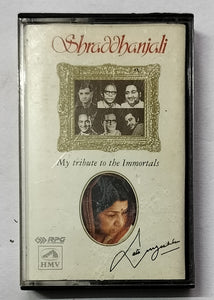 Shraddhanjali
My tribute to the Immortals
Lata Mangeshkar
RPG
HMV